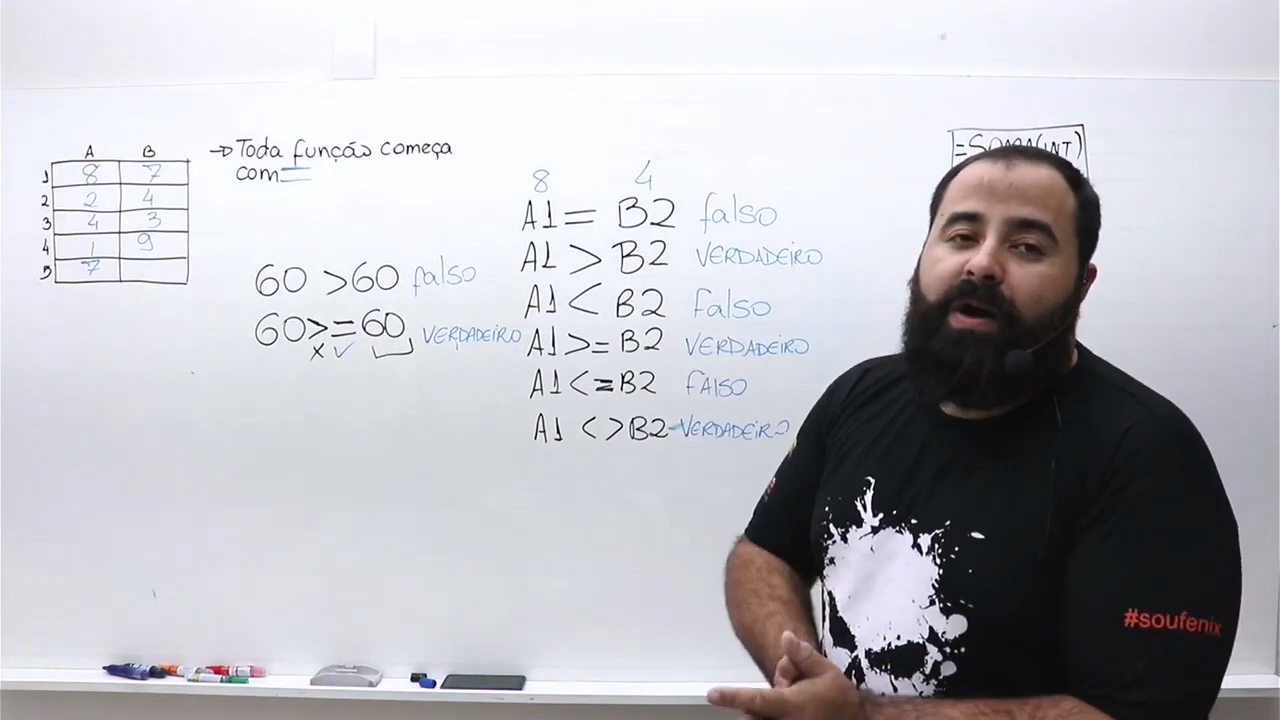 A B
1 8 7
2 2 4
3 4 3
4 1 9
5 7
→ Toda função começa
com =
60 > 60 falso
60 >= 60 VERDADEIRO
x ✓
8 4
A1 = B2 falso
A1 > B2 VERDADEIRO
A1 < B2 falso
A1 >= B2 VERDADEIRO
A1 <= B2 FALSO
A1 <> B2 - VERDADEIRO
=SOMA(INT)
#soufenix